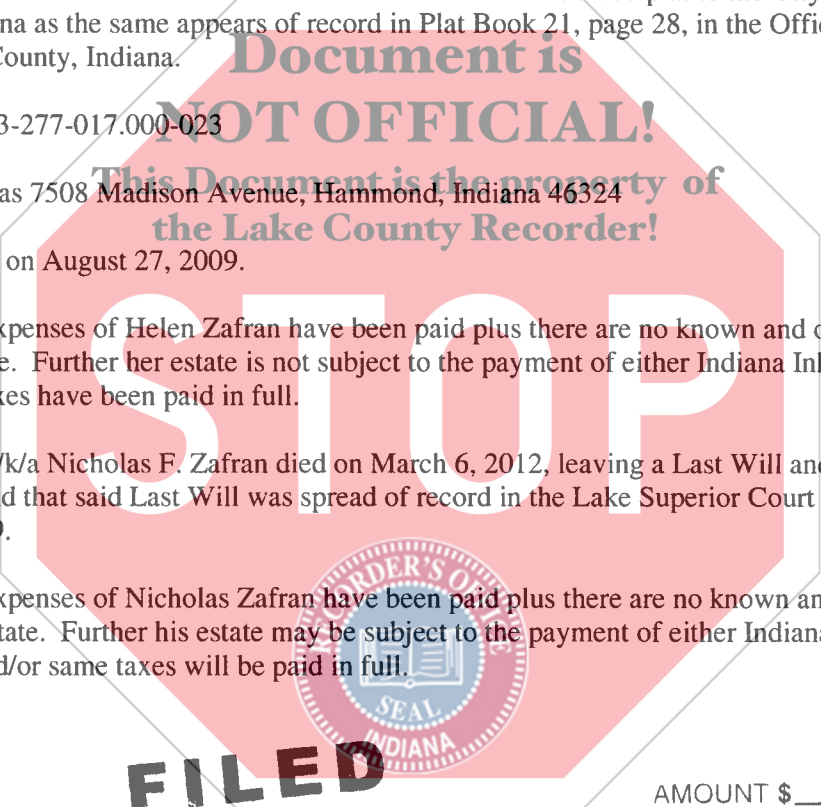 na as the same appears of record in Plat Book 21, page 28, in the Offic
County, Indiana.
Document is
NOT OFFICIAL!
3-277-017.000-023
This Document is the property of
as 7508 Madison Avenue, Hammond, Indiana 46324
the Lake County Recorder!
on August 27, 2009.
STOP
xpenses of Helen Zafran have been paid plus there are no known and o
e. Further her estate is not subject to the payment of either Indiana Inh
xes have been paid in full.
/k/a Nicholas F. Zafran died on March 6, 2012, leaving a Last Will and
d that said Last Will was spread of record in the Lake Superior Court
xpenses of Nicholas Zafran have been paid plus there are no known an
tate. Further his estate may be subject to the payment of either Indiana
d/or same taxes will be paid in full.
RECORDER'S OFFICE
SEAL
INDIANA
FILED
AMOUNT $